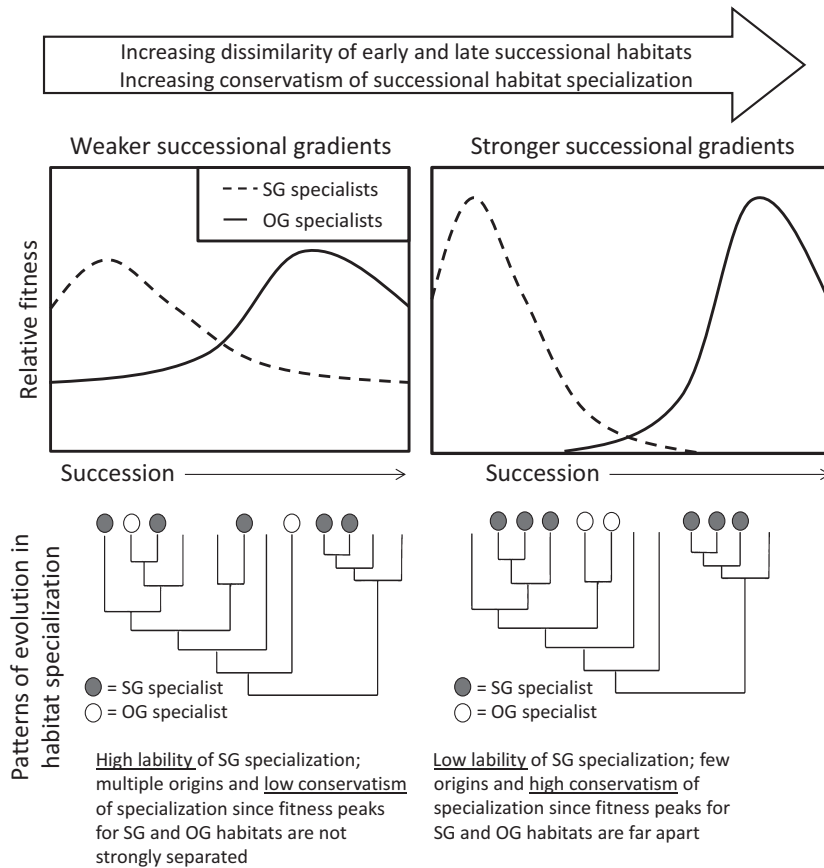 Increasing dissimilarity of early and late successional habitats
Increasing conservatism of successional habitat specialization
Weaker successional gradients
Stronger successional gradients
SG specialists
OG specialists
Relative fitness
Succession
Succession
Patterns of evolution in
habitat specialization
= SG specialist
= OG specialist
= SG specialist
= OG specialist
High lability of SG specialization;
multiple origins and low conservatism
of specialization since fitness peaks
for SG and OG habitats are not
strongly separated
Low lability of SG specialization; few
origins and high conservatism of
specialization since fitness peaks for
SG and OG habitats are far apart